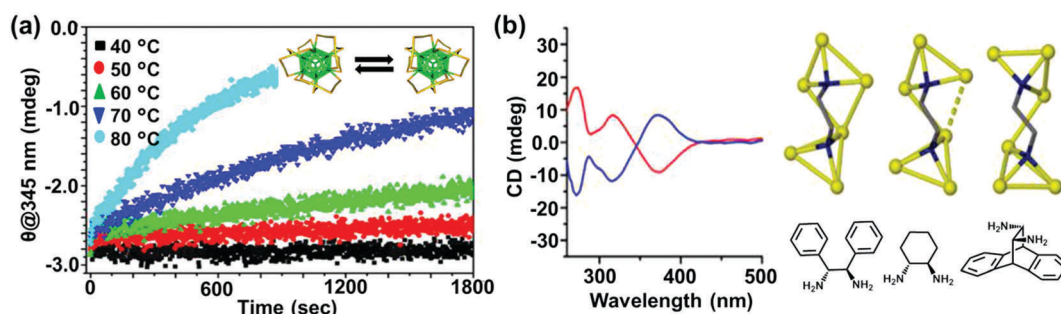 (a)
0.0
-1.0
-2.0
-3.0
θ@345 nm (mdeg)
40 °C
50 °C
60 °C
70 °C
80 °C
0
600
1200
1800
Time (sec)
(b)
30
20
10
0
-10
-20
-30
CD (mdeg)
300
400
500
Wavelength (nm)
NH₂
NH₂
H₂N
NH₂
H₂N
NH₂